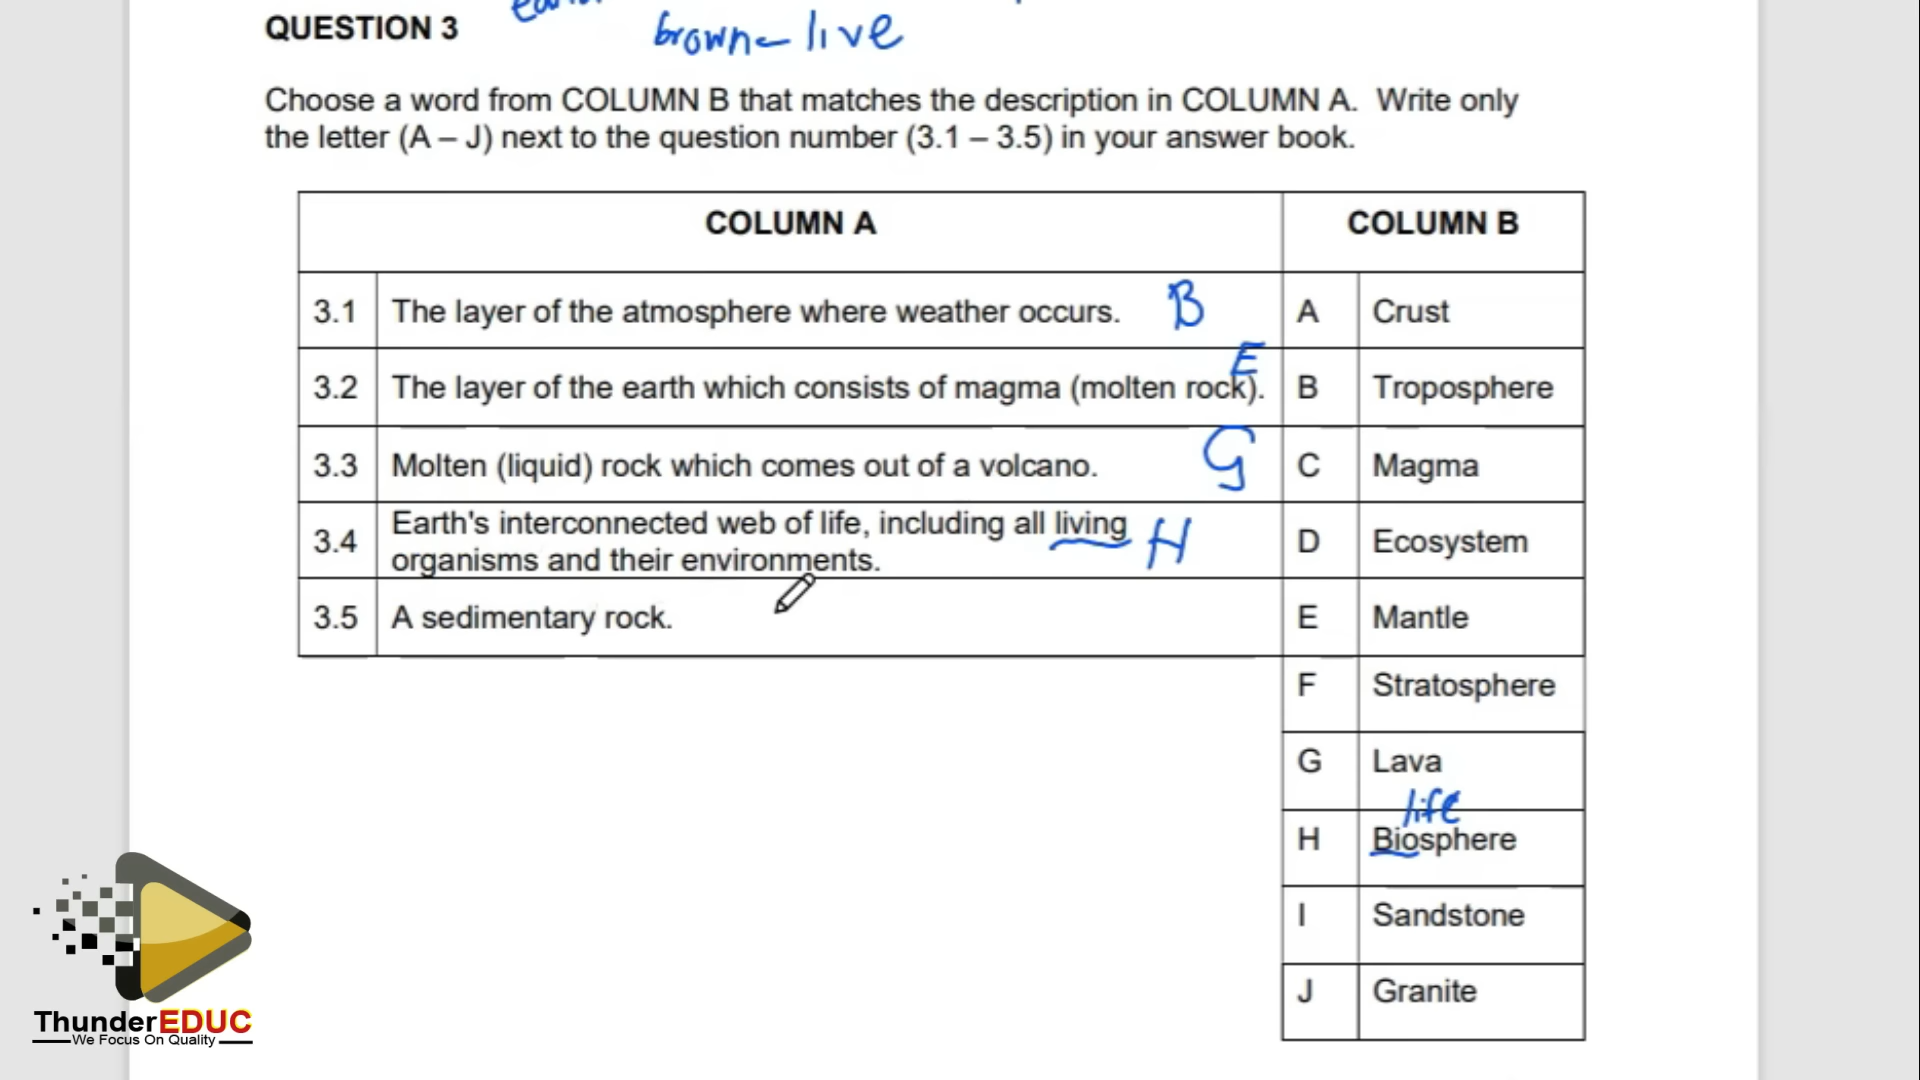 QUESTION 3
brown - live
Choose a word from COLUMN B that matches the description in COLUMN A. Write only
the letter (A – J) next to the question number (3.1 – 3.5) in your answer book.
COLUMN A COLUMN B
3.1 The layer of the atmosphere where weather occurs. B A Crust
E
3.2 The layer of the earth which consists of magma (molten rock). B Troposphere
3.3 Molten (liquid) rock which comes out of a volcano. G C Magma
Earth's interconnected web of life, including all living
3.4 H D Ecosystem
organisms and their environments.
3.5 A sedimentary rock. E Mantle
F Stratosphere
G Lava
life
H Biosphere
I Sandstone
J Granite
ThunderEDUC
We Focus On Quality